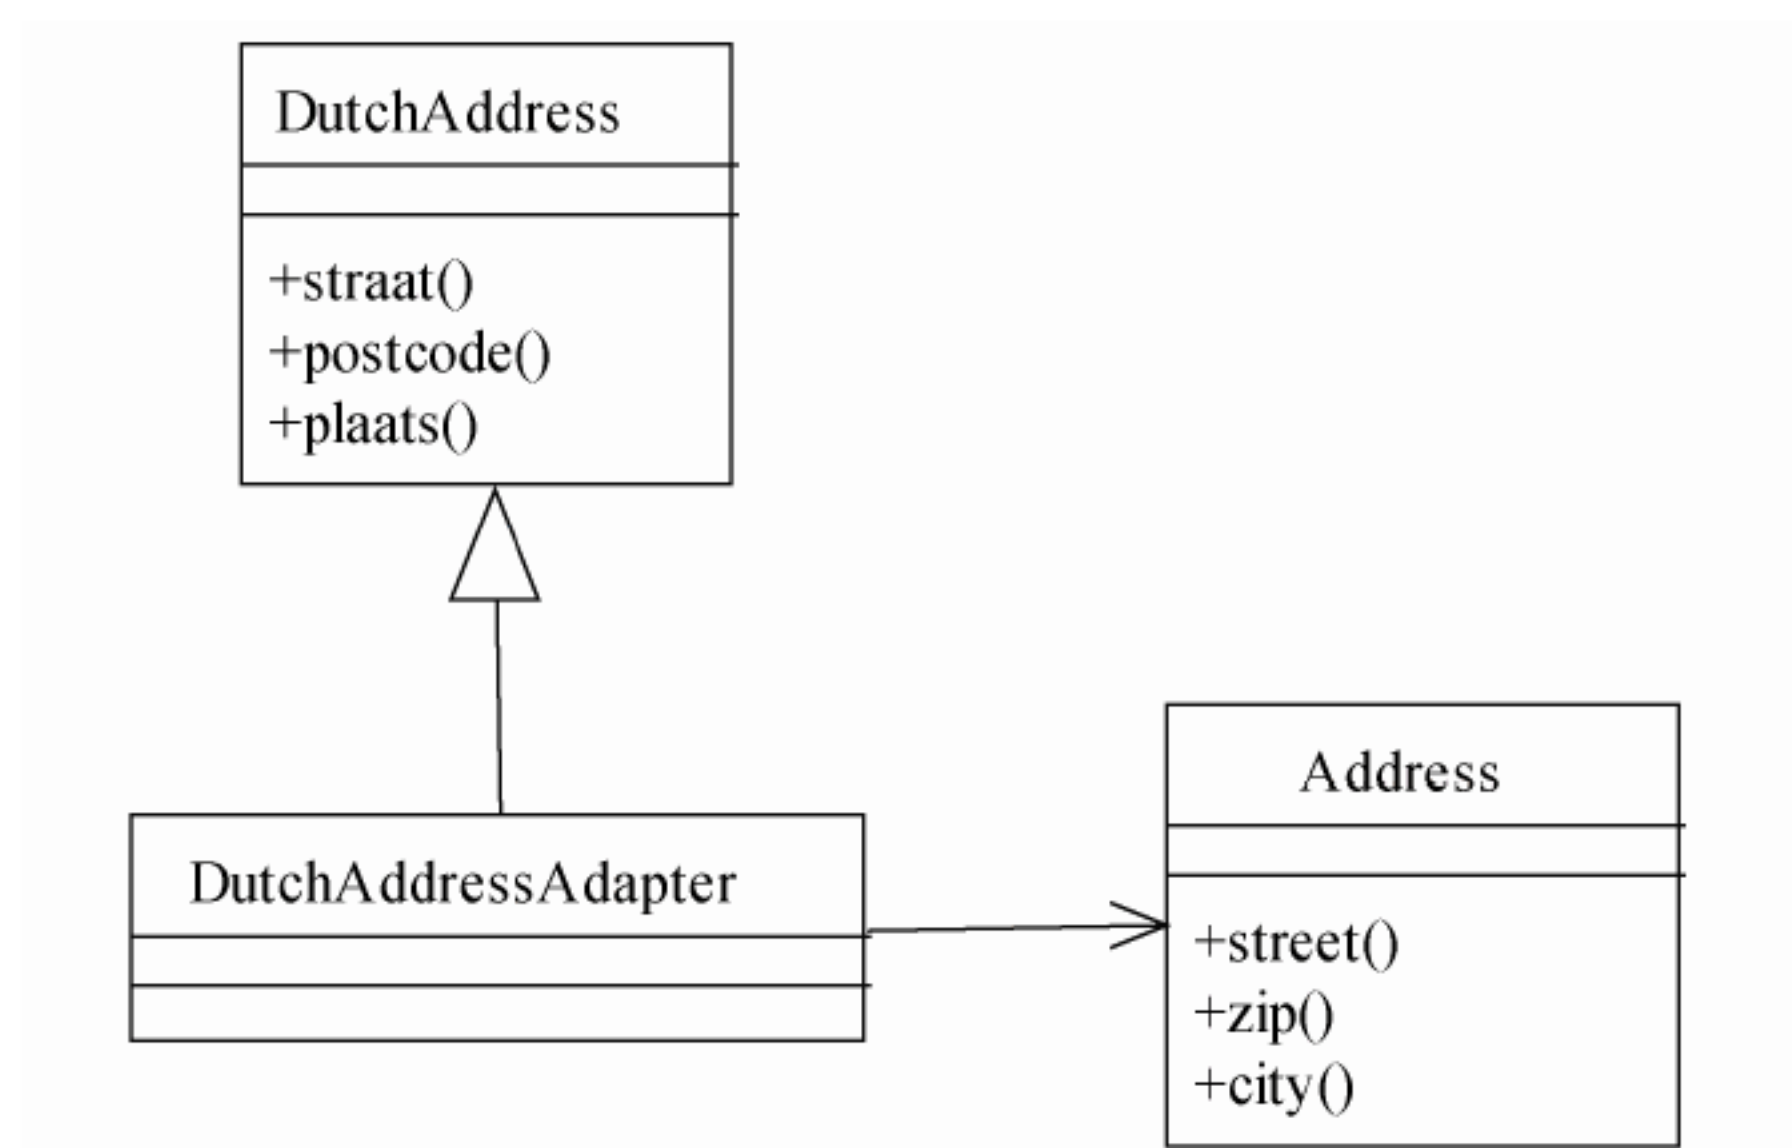 DutchAddress
+straat()
+postcode()
+plaats()
DutchAddressAdapter
Address
+street()
+zip()
+city()